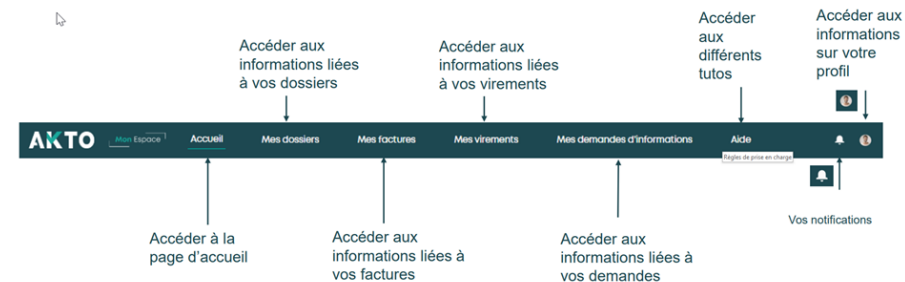 Accéder
aux
différents
tutos
Accéder aux
informations
sur votre
profil
Accéder aux
informations liées
à vos dossiers
Accéder aux
informations liées
à vos virements
AKTO Mon Espace Accueil Mes dossiers Mes factures Mes virements Mes demandes d'informations Aide
Règles de prise en charge
Vos notifications
Accéder à la
page d'accueil
Accéder aux
informations liées à
vos factures
Accéder aux
informations liées à
vos demandes